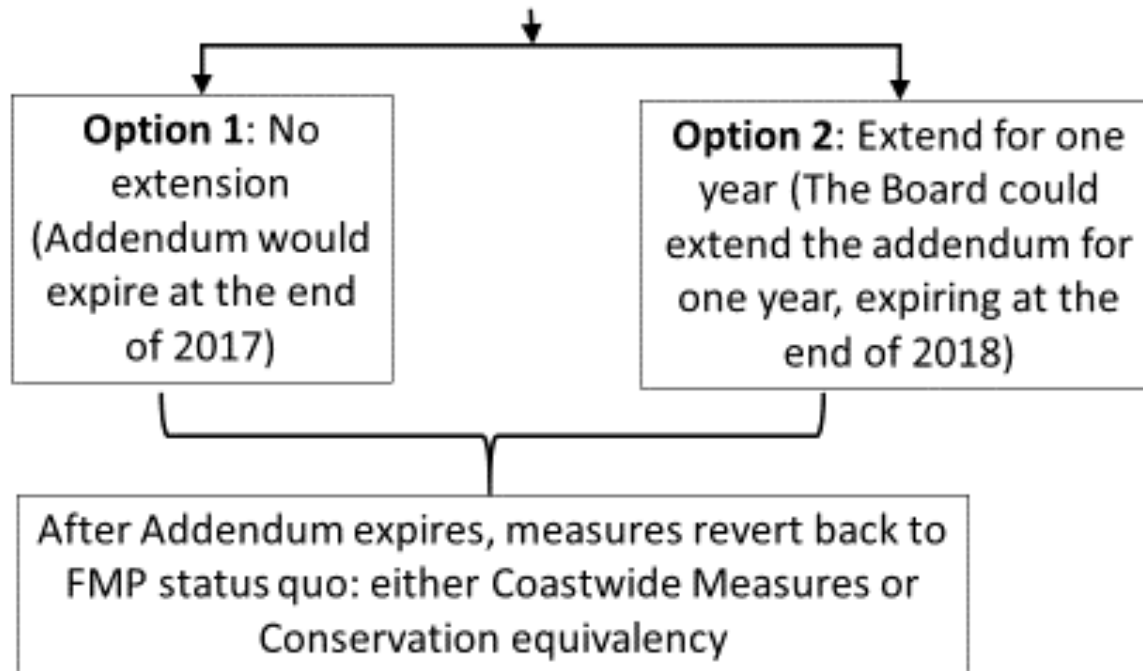 Option 1: No
extension
(Addendum would
expire at the end
of 2017)
Option 2: Extend for one
year (The Board could
extend the addendum for
one year, expiring at the
end of 2018)
After Addendum expires, measures revert back to
FMP status quo: either Coastwide Measures or
Conservation equivalency